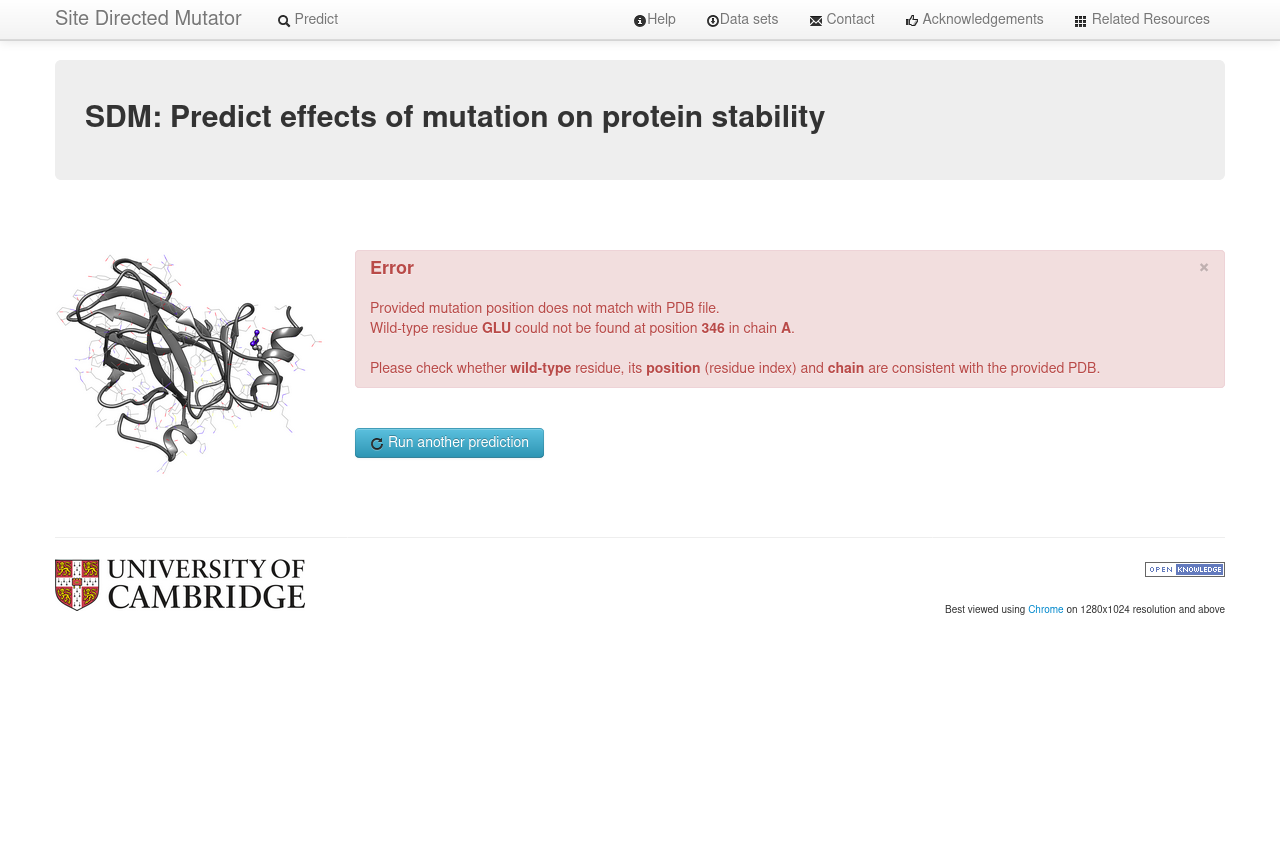 Site Directed Mutator Predict Help Data sets Contact Acknowledgements Related Resources
SDM: Predict effects of mutation on protein stability
Error ×
Provided mutation position does not match with PDB file.
Wild-type residue GLU could not be found at position 346 in chain A.
Please check whether wild-type residue, its position (residue index) and chain are consistent with the provided PDB.
Run another prediction
UNIVERSITY OF
CAMBRIDGE
OPEN KNOWLEDGE
Best viewed using Chrome on 1280x1024 resolution and above